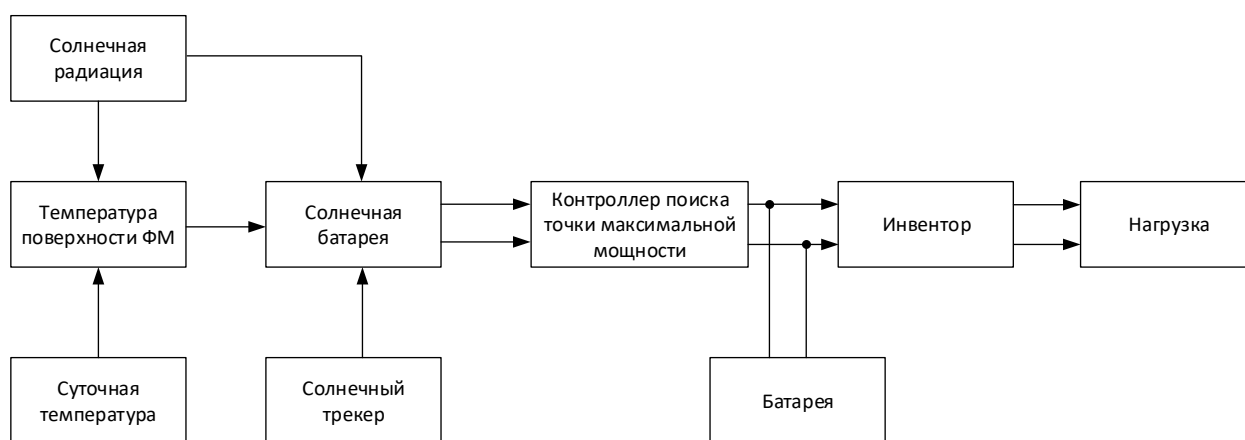 Солнечная
радиация
Температура
поверхности ФМ
Солнечная
батарея
Контроллер поиска
точки максимальной
мощности
Инвентор
Нагрузка
Суточная
температура
Солнечный
трекер
Батарея